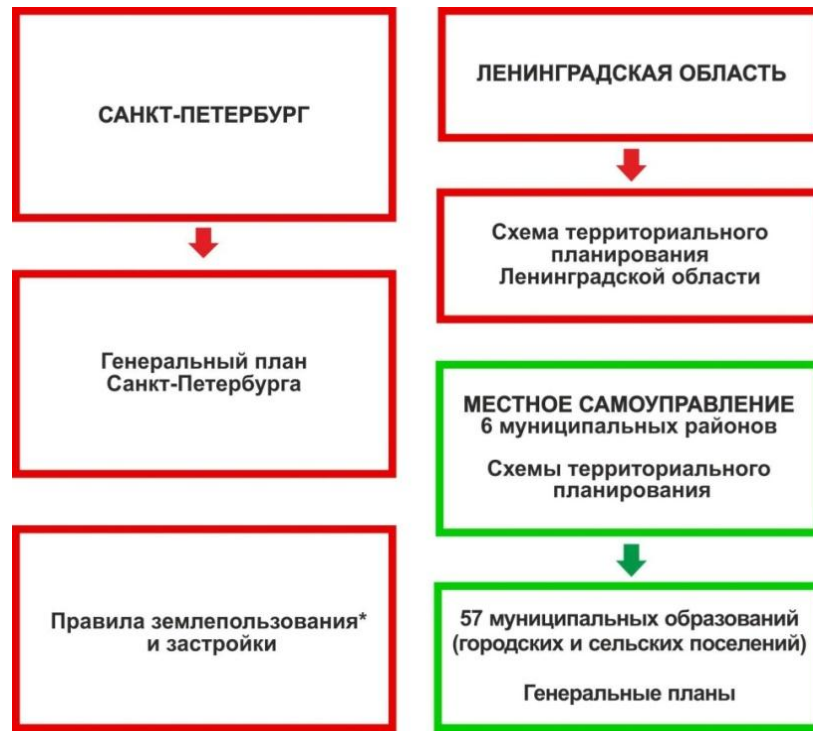 САНКТ-ПЕТЕРБУРГ
Генеральный план
Санкт-Петербурга
Правила землепользования*
и застройки
ЛЕНИНГРАДСКАЯ ОБЛАСТЬ
Схема территориального
планирования
Ленинградской области
МЕСТНОЕ САМОУПРАВЛЕНИЕ
6 муниципальных районов
Схемы территориального
планирования
57 муниципальных образований
(городских и сельских поселений)
Генеральные планы